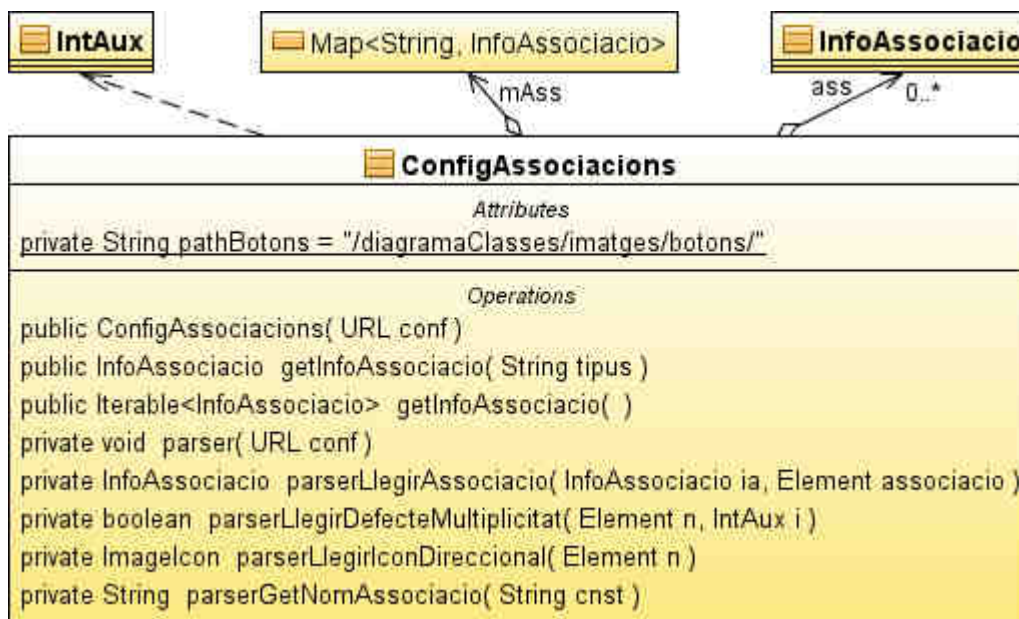 IntAux
Map<String, InfoAssociacio>
InfoAssociacio
mAss
ass
0..*
ConfigAssociacions
Attributes
private String pathBotons = "/diagramaClasses/imatges/botons/"
Operations
public ConfigAssociacions( URL conf )
public InfoAssociacio getInfoAssociacio( String tipus )
public Iterable<InfoAssociacio> getInfoAssociacio( )
private void parser( URL conf )
private InfoAssociacio parserLlegirAssociacio( InfoAssociacio ia, Element associacio )
private boolean parserLlegirDefecteMultiplicitat( Element n, IntAux i )
private ImageIcon parserLlegirIconDireccional( Element n )
private String parserGetNomAssociacio( String cnst )